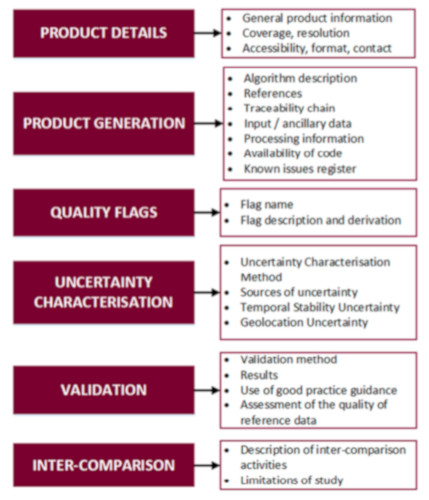 PRODUCT DETAILS
• General product information
• Coverage, resolution
• Accessibility, format, contact
PRODUCT GENERATION
• Algorithm description
• References
• Traceability chain
• Input / ancillary data
• Processing information
• Availability of code
• Known issues register
QUALITY FLAGS
• Flag name
• Flag description and derivation
UNCERTAINTY
CHARACTERISATION
• Uncertainty Characterisation
Method
• Sources of uncertainty
• Temporal Stability Uncertainty
• Geolocation Uncertainty
VALIDATION
• Validation method
• Results
• Use of good practice guidance
• Assessment of the quality of
reference data
INTER-COMPARISON
• Description of inter-comparison
activities
• Limitations of study